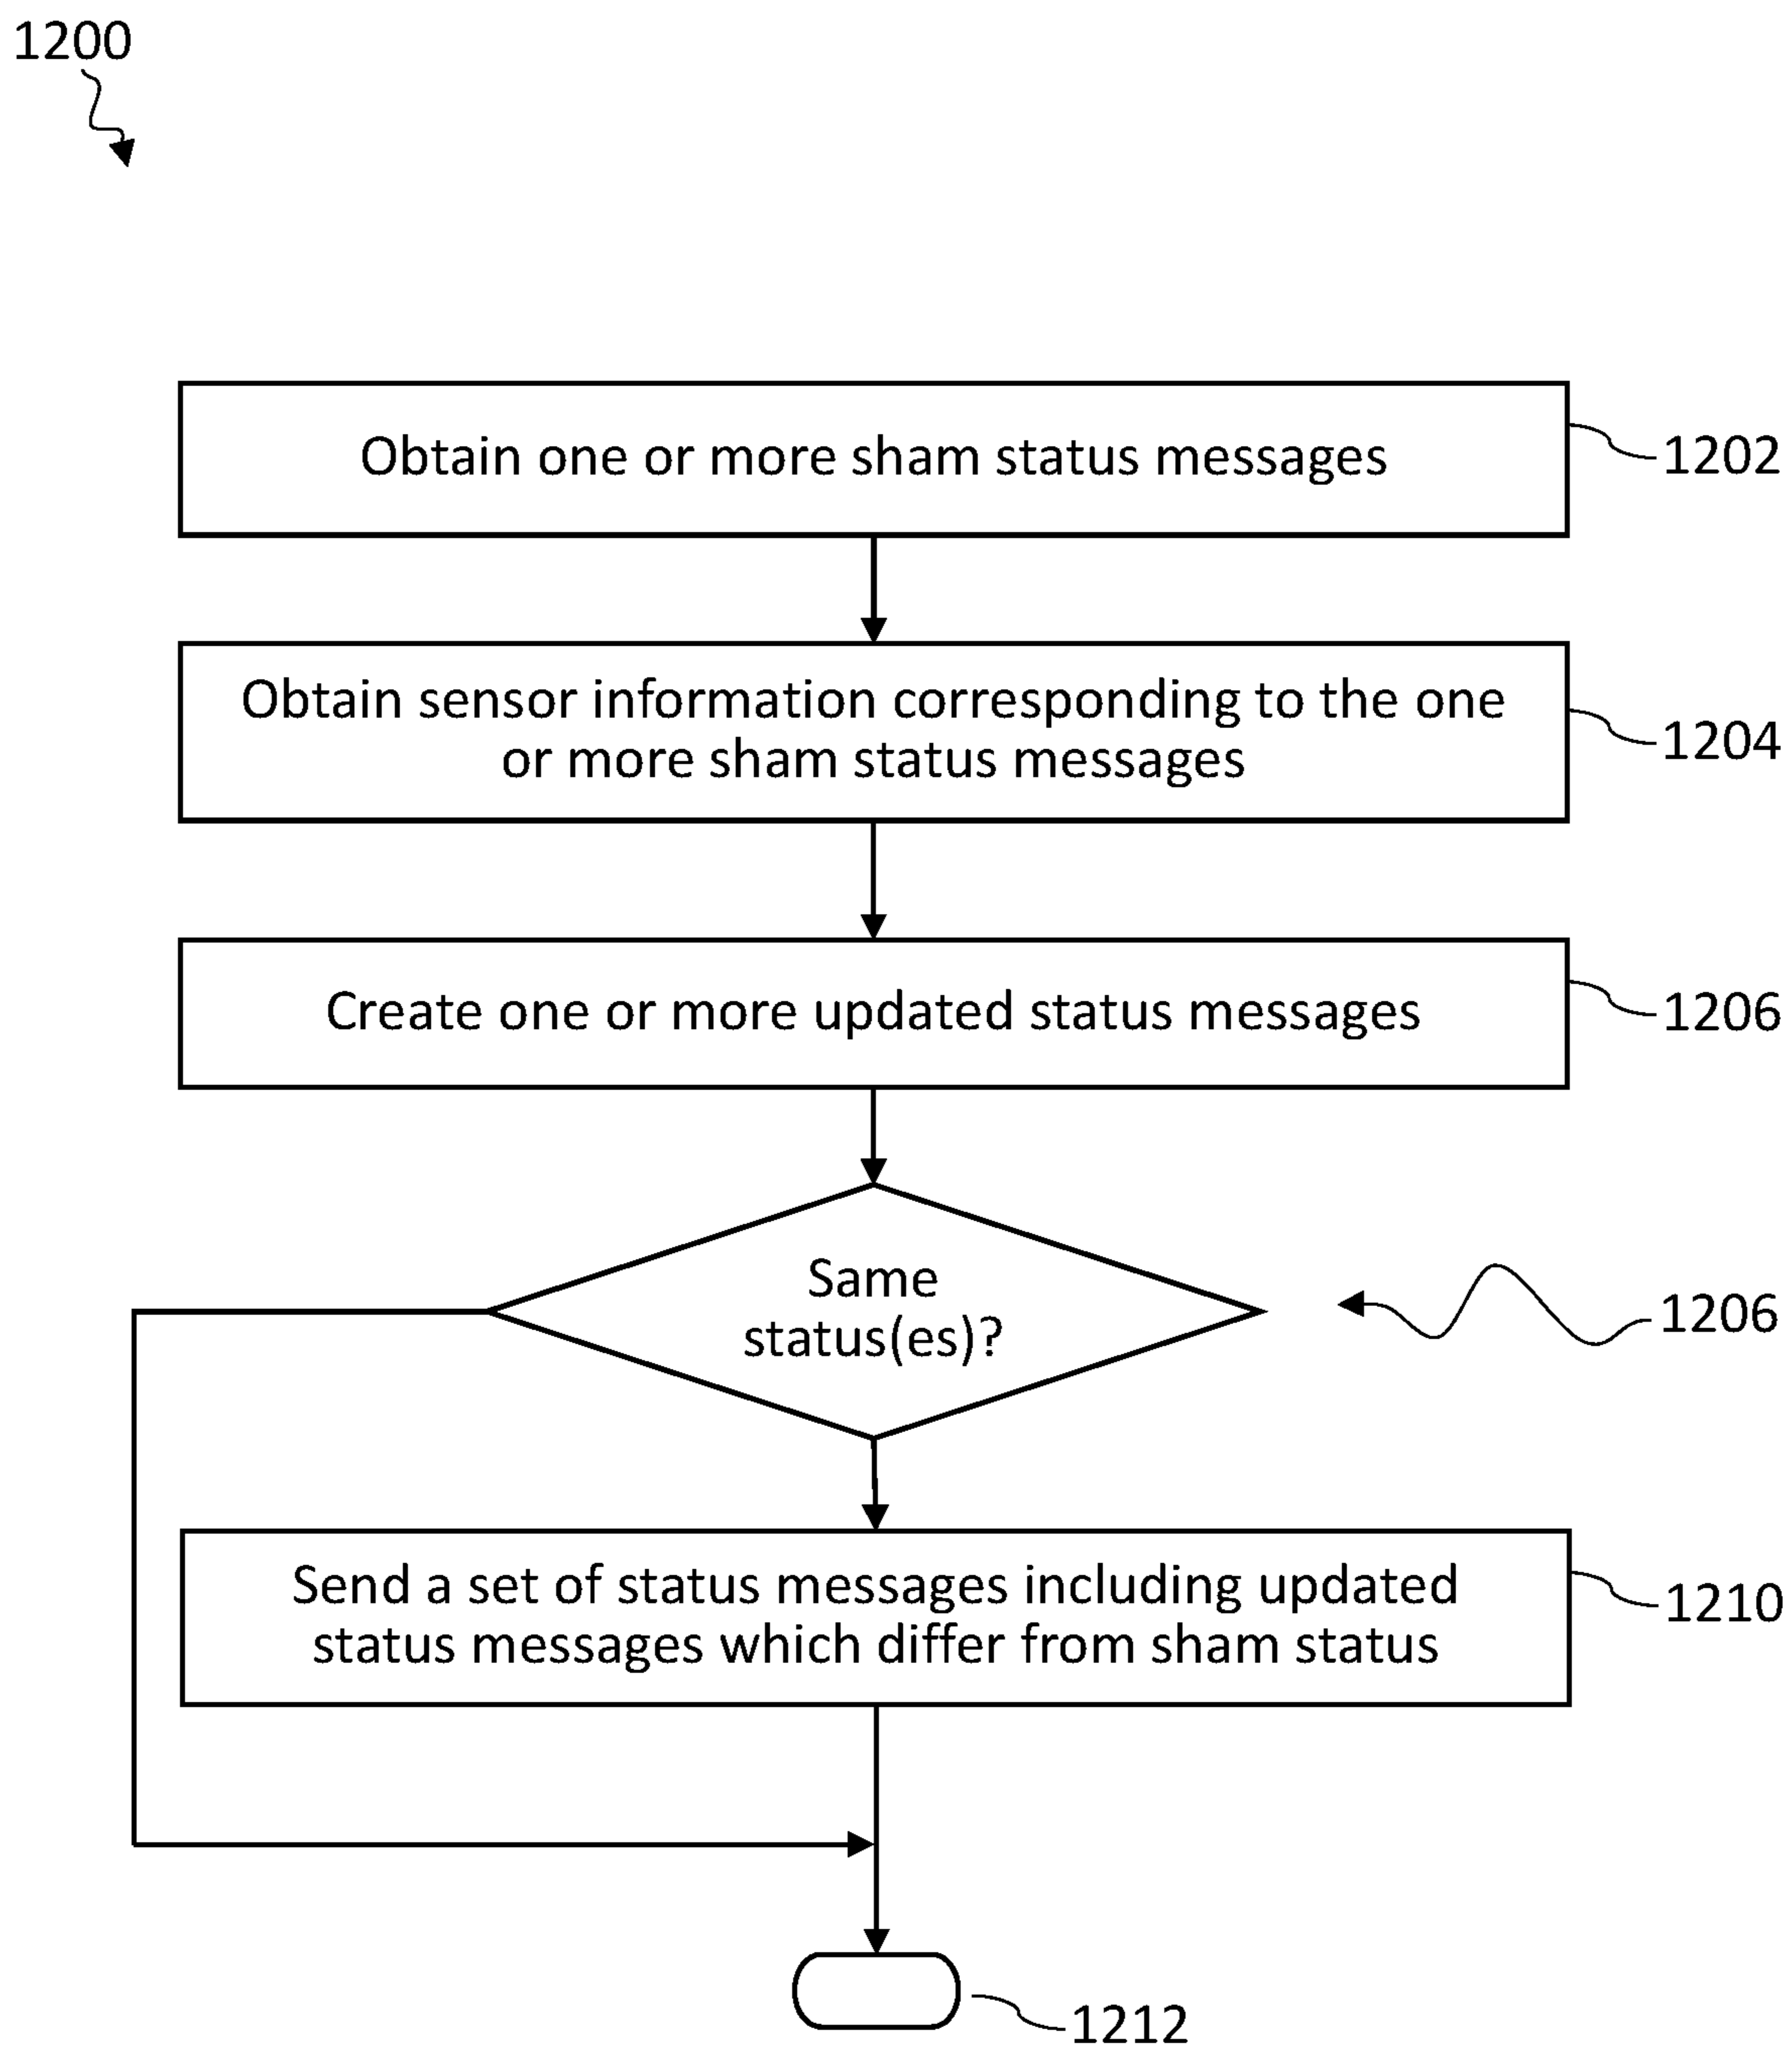 1200
Obtain one or more sham status messages
1202
Obtain sensor information corresponding to the one
or more sham status messages
1204
Create one or more updated status messages
1206
Same
status(es)?
1206
Send a set of status messages including updated
status messages which differ from sham status
1210
1212